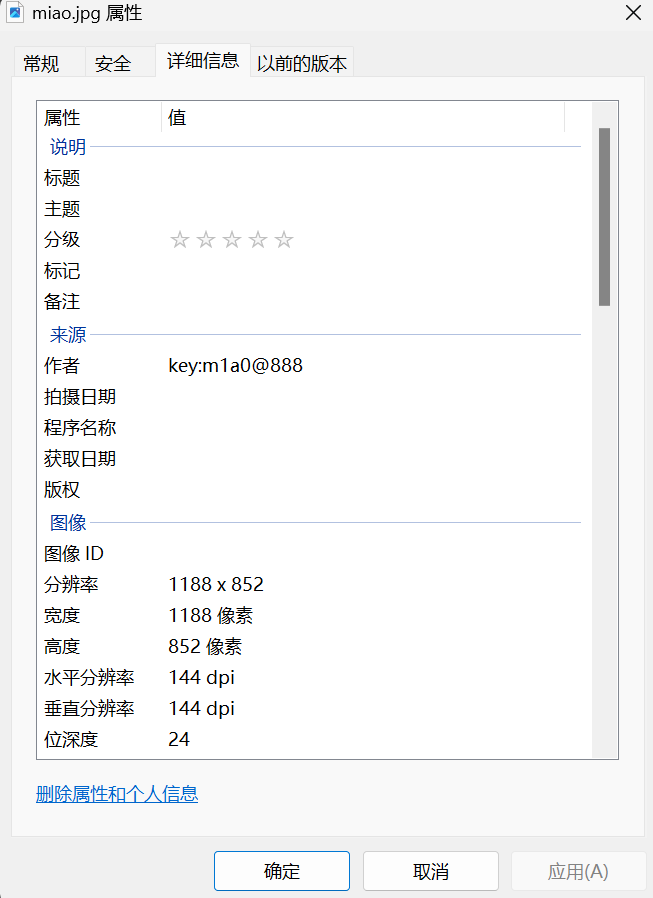 miao.jpg 属性
常规 安全 详细信息 以前的版本
属性 值
说明
标题
主题
分级
标记
备注
来源
作者 key:m1a0@888
拍摄日期
程序名称
获取日期
版权
图像
图像 ID
分辨率 1188 x 852
宽度 1188 像素
高度 852 像素
水平分辨率 144 dpi
垂直分辨率 144 dpi
位深度 24
删除属性和个人信息
确定 取消 应用(A)